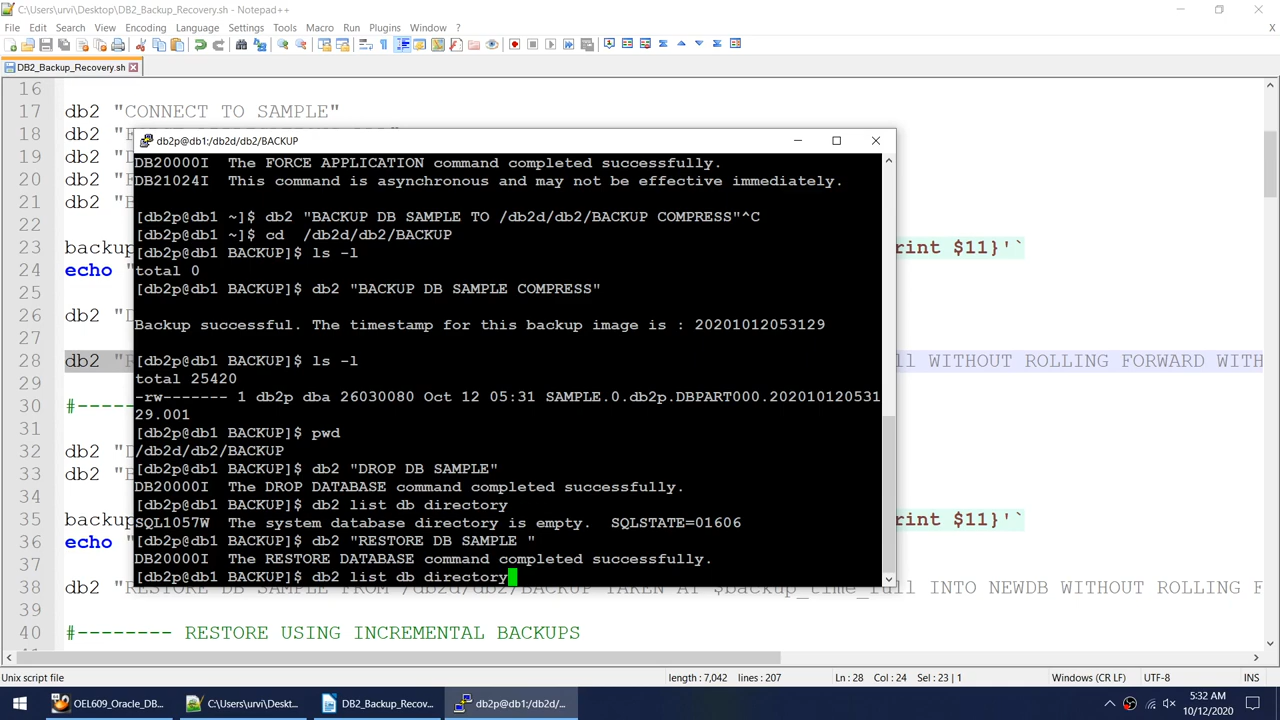 C:\Users\urvi\Desktop\DB2_Backup_Recovery.sh - Notepad++
File Edit Search View Encoding Language Settings Tools Macro Run Plugins Window
X
DB2_Backup_Recovery.sh
16
17 db2 "CONNECT TO SAMPLE"
18 db2
19 db2 "D
20 db2 "F
21 db2 "B
22
23 backup rint $11}'`
24 echo "
25
26 db2 "D
27
28 db2 "R ll WITHOUT ROLLING FORWARD WITH
29
30 #---
31
32 db2 "D
33 db2 "B
34
35 backup rint $11}'`
36 echo "
37
38 db2 "RESTORE DB SAMPLE FROM /db2d/db2/BACKUP TAKEN AT $backup_time_full INTO NEWDB WITHOUT ROLLING F
39
40 #-------- RESTORE USING INCREMENTAL BACKUPS
db2p@db1:/db2d/db2/BACKUP
DB20000I The FORCE APPLICATION command completed successfully.
DB21024I This command is asynchronous and may not be effective immediately.
[db2p@db1 ~]$ db2 "BACKUP DB SAMPLE TO /db2d/db2/BACKUP COMPRESS"^C
[db2p@db1 ~]$ cd  /db2d/db2/BACKUP
[db2p@db1 BACKUP]$ ls -l
total 0
[db2p@db1 BACKUP]$ db2 "BACKUP DB SAMPLE COMPRESS"
Backup successful. The timestamp for this backup image is : 20201012053129
[db2p@db1 BACKUP]$ ls -l
total 25420
-rw------- 1 db2p dba 26030080 Oct 12 05:31 SAMPLE.0.db2p.DBPART000.202010120531
29.001
[db2p@db1 BACKUP]$ pwd
/db2d/db2/BACKUP
[db2p@db1 BACKUP]$ db2 "DROP DB SAMPLE"
DB20000I The DROP DATABASE command completed successfully.
[db2p@db1 BACKUP]$ db2 list db directory
SQL1057W The system database directory is empty.  SQLSTATE=01606
[db2p@db1 BACKUP]$ db2 "RESTORE DB SAMPLE "
DB20000I The RESTORE DATABASE command completed successfully.
[db2p@db1 BACKUP]$ db2 list db directory
Unix script file length : 7,042 lines : 207 Ln : 28 Col : 24 Sel : 23 | 1 Windows (CR LF) UTF-8 INS
OEL609_Oracle_DB... C:\Users\urvi\Deskt... DB2_Backup_Recove... db2p@db1:/db2d/... 5:32 AM
10/12/2020